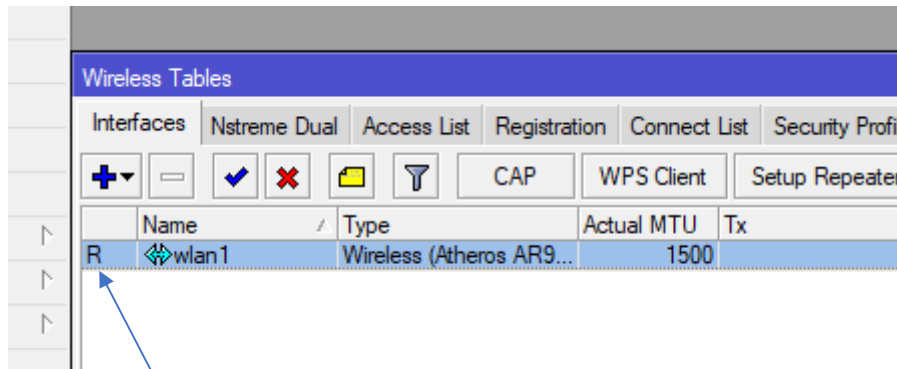 Wireless Tables
Interfaces Nstreme Dual Access List Registration Connect List Security Profi
CAP WPS Client Setup Repeater
Name Type Actual MTU Tx
R wlan1 Wireless (Atheros AR9... 1500